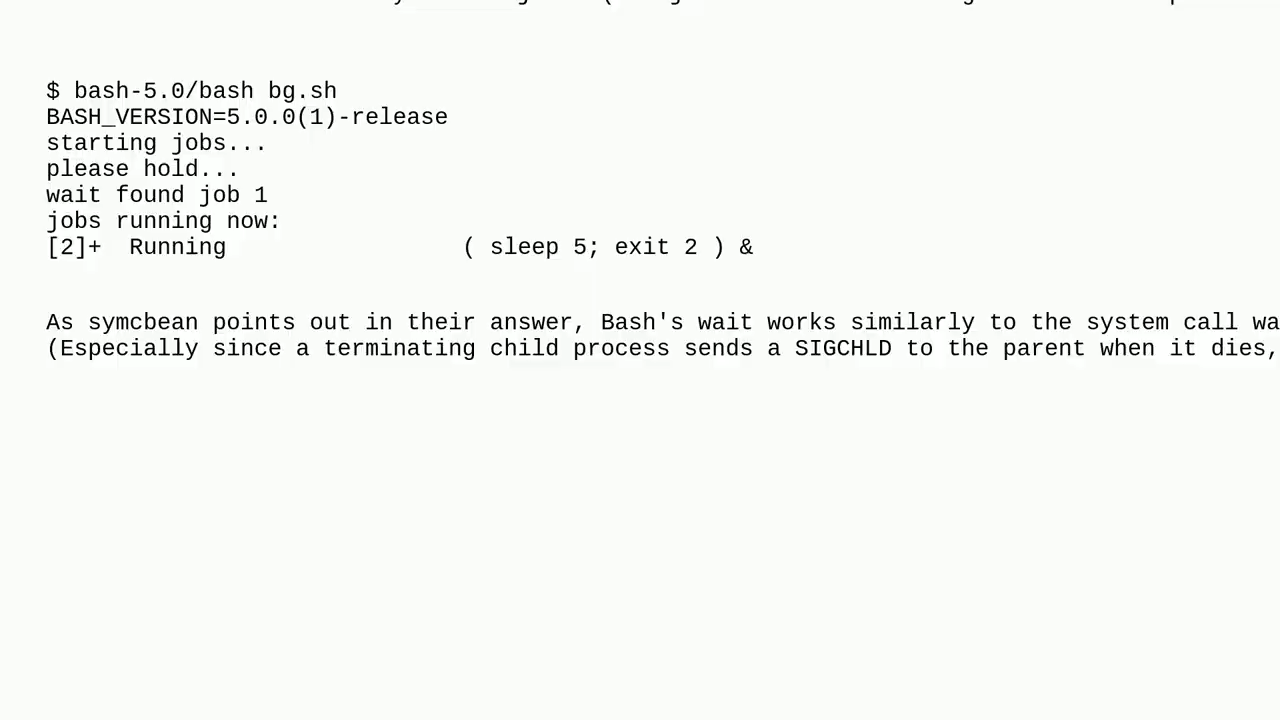 $ bash-5.0/bash bg.sh
BASH_VERSION=5.0.0(1)-release
starting jobs...
please hold...
wait found job 1
jobs running now:
[2]+  Running                 ( sleep 5; exit 2 ) &
As symcbean points out in their answer, Bash's wait works similarly to the system call wa
(Especially since a terminating child process sends a SIGCHLD to the parent when it dies,